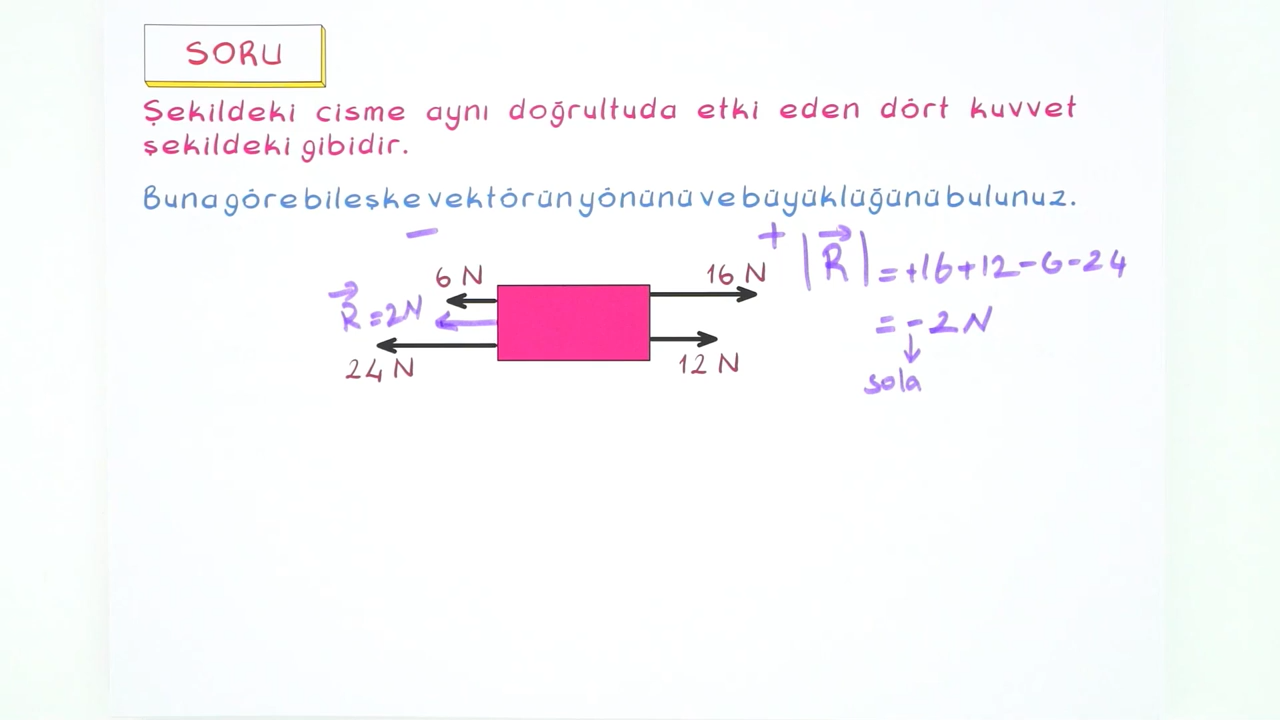 SORU
Şekildeki cisme aynı doğrultuda etki eden dört kuvvet
şekildeki gibidir.
Buna göre bileşke vektörün yönünü ve büyüklüğünü bulunuz.
− +
6 N 16 N |R⃗| = +16+12-6-24
R⃗ = 2N = -2N
24 N 12 N sola